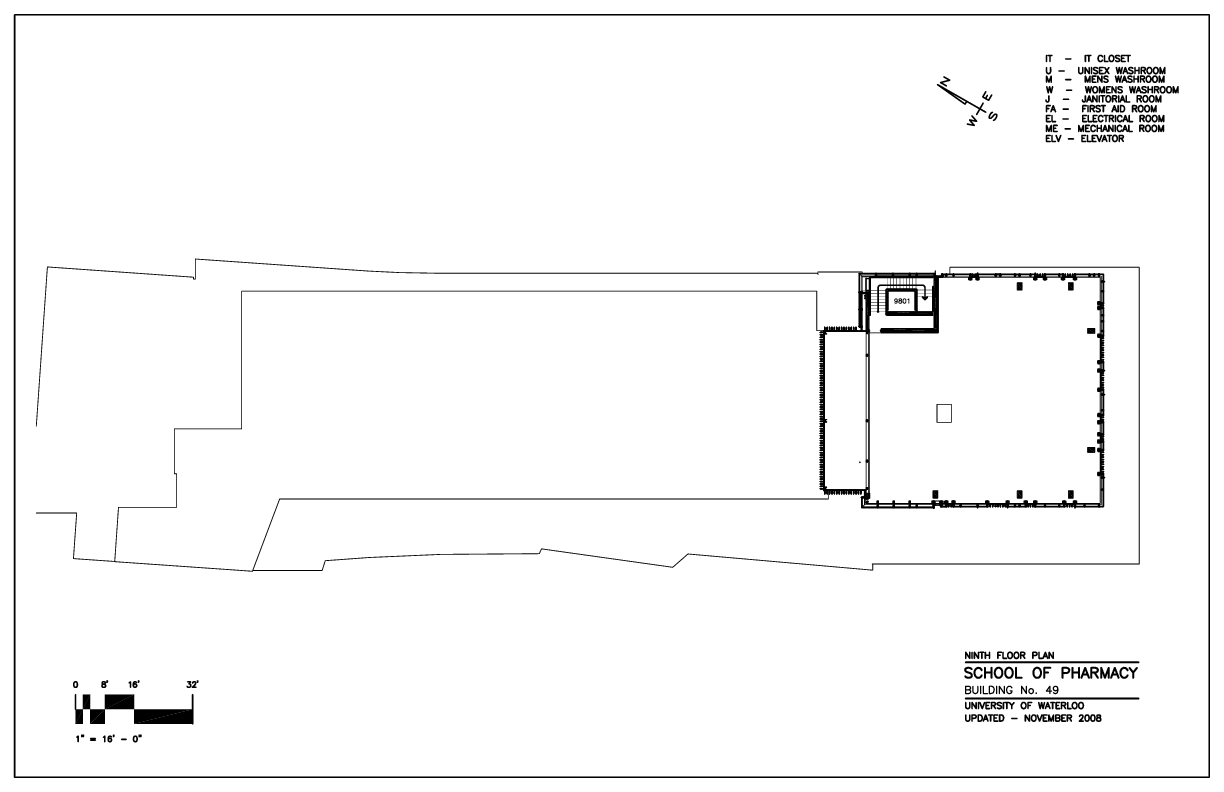 IT – IT CLOSET
U – UNISEX WASHROOM
M – MENS WASHROOM
W – WOMENS WASHROOM
J – JANITORIAL ROOM
FA – FIRST AID ROOM
EL – ELECTRICAL ROOM
ME – MECHANICAL ROOM
ELV – ELEVATOR
N
E
W
S
9801
NINTH FLOOR PLAN
SCHOOL OF PHARMACY
BUILDING No. 49
UNIVERSITY OF WATERLOO
UPDATED – NOVEMBER 2008
0 8' 16' 32'
1" = 16' – 0"